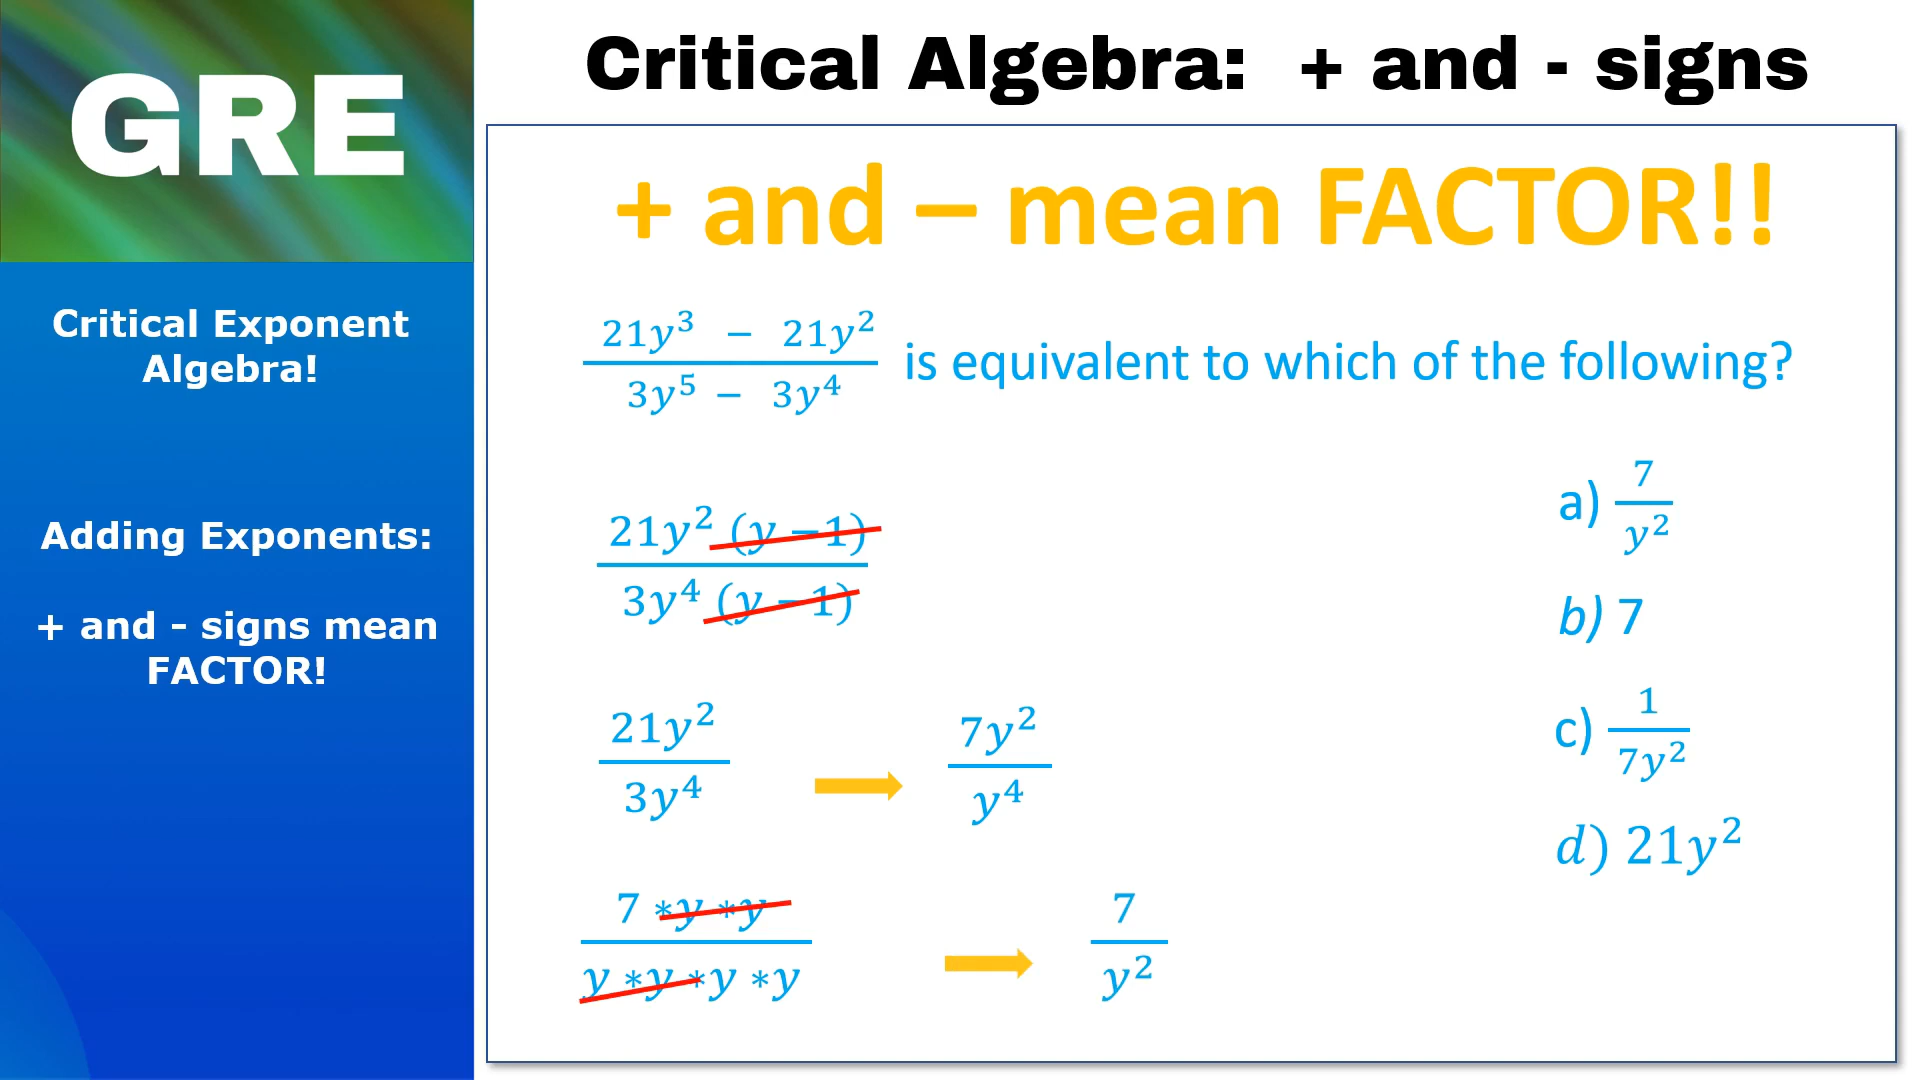 GRE
Critical Exponent
Algebra!
Adding Exponents:
+ and - signs mean
FACTOR!
Critical Algebra:  + and - signs
+ and – mean FACTOR!!
21y³ − 21y²
3y⁵ − 3y⁴
is equivalent to which of the following?
21y² (y −1)
3y⁴ (y −1)
21y²
3y⁴
7y²
y⁴
7 *y *y
y *y *y *y
7
y²
a) 7
y²
b) 7
c) 1
7y²
d) 21y²